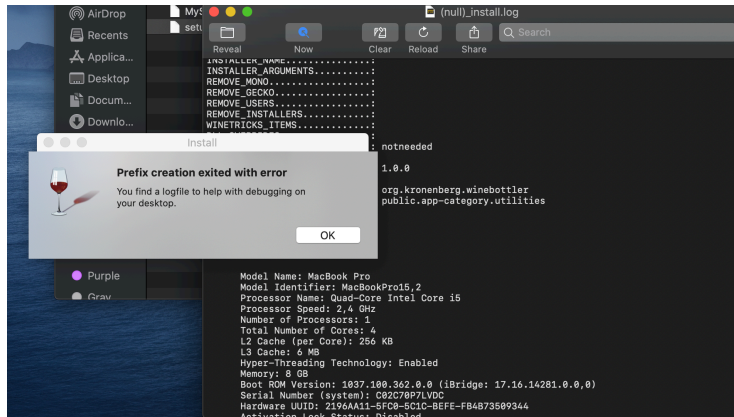 AirDrop
Recents
Applica...
Desktop
Docum...
Downlo...
Purple
Gray
MyS
setu
(null)_install.log
Reveal
Now
Clear
Reload
Share
Search
INSTALLER_NAME................:
INSTALLER_ARGUMENTS...........:
REMOVE_MONO...................:
REMOVE_GECKO..................:
REMOVE_USERS..................:
REMOVE_INSTALLERS.............:
WINETRICKS_ITEMS..............:
notneeded
1.0.0
org.kronenberg.winebottler
public.app-category.utilities
Install
Prefix creation exited with error
You find a logfile to help with debugging on
your desktop.
OK
Model Name: MacBook Pro
Model Identifier: MacBookPro15,2
Processor Name: Quad-Core Intel Core i5
Processor Speed: 2,4 GHz
Number of Processors: 1
Total Number of Cores: 4
L2 Cache (per Core): 256 KB
L3 Cache: 6 MB
Hyper-Threading Technology: Enabled
Memory: 8 GB
Boot ROM Version: 1037.100.362.0.0 (iBridge: 17.16.14281.0.0,0)
Serial Number (system): C02C70P7LVDC
Hardware UUID: 2196AA11-5FC0-5C1C-BEFE-FB4B73509344
Activation Lock Status: Disabled